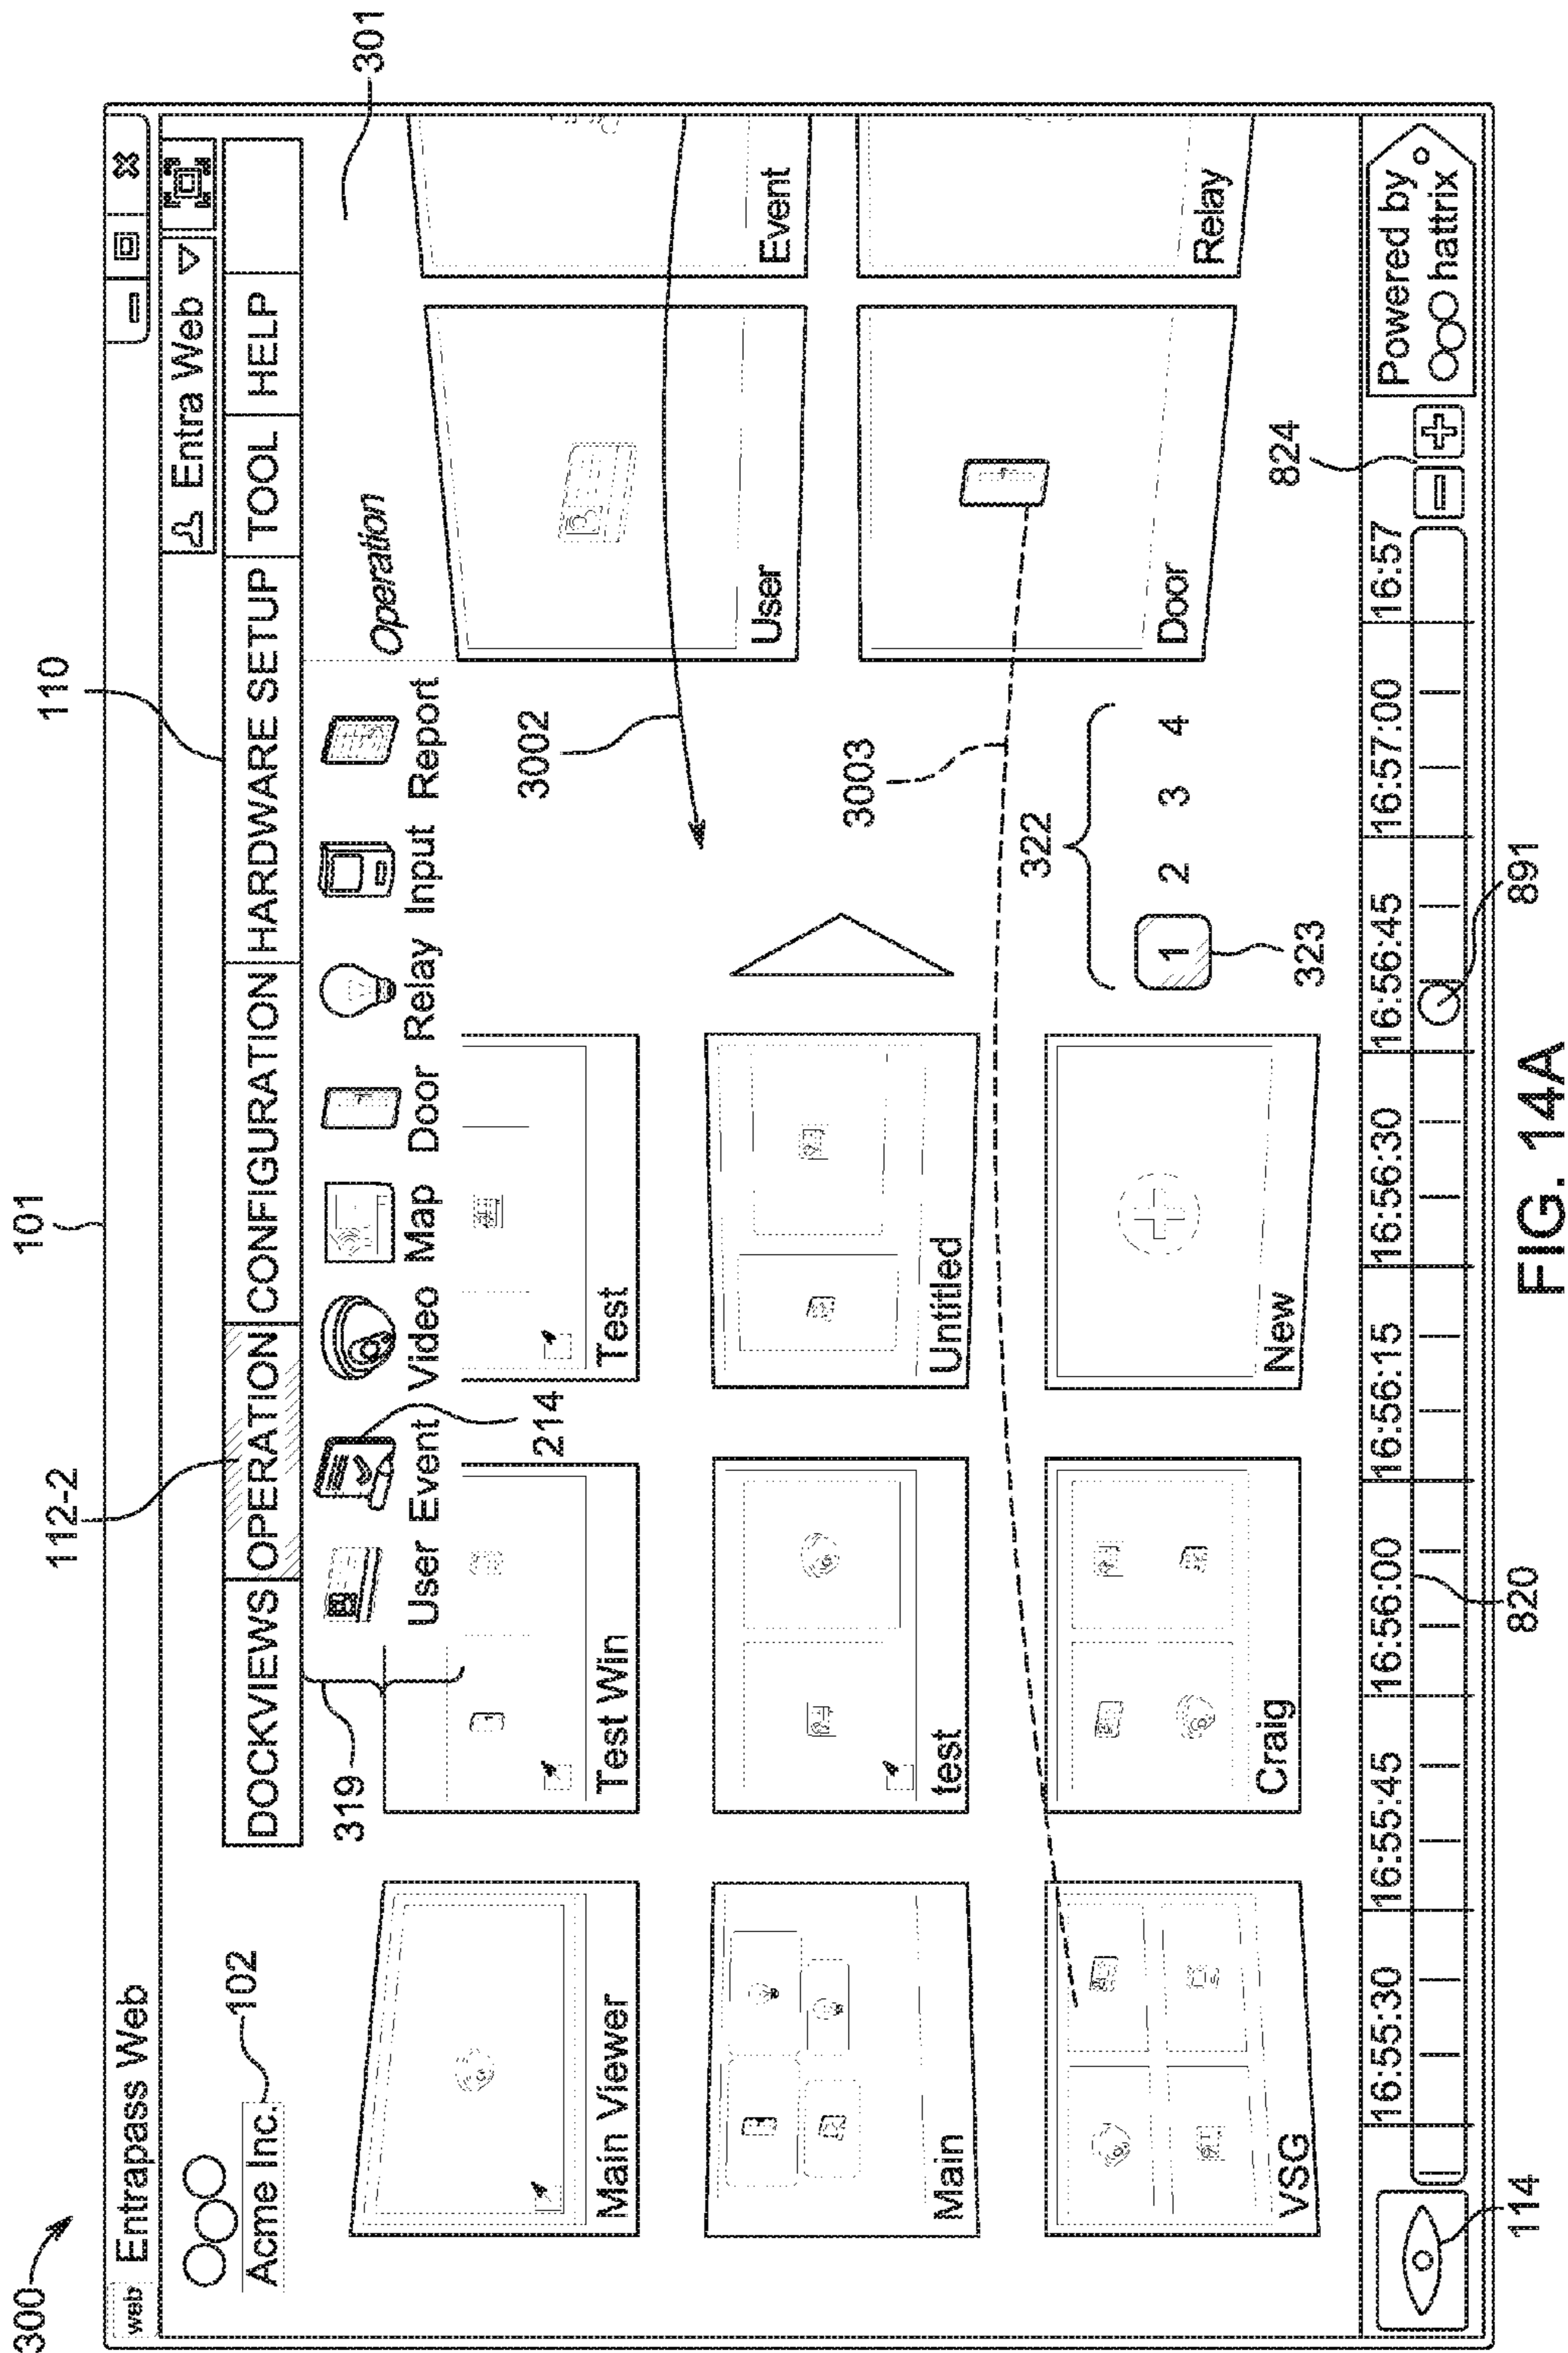 300
101
110
web Entrapass Web
Acme Inc.
102
Entra Web
112-2
301
DOCKVIEWS OPERATION CONFIGURATION HARDWARE SETUP TOOL HELP
319
User Event Video Map Door Relay Input Report
214
Operation
Main Viewer
Test Win
Test
3002
User
Event
Main
test
Untitled
3003
VSG
Craig
New
322
1 2 3 4
323
Door
Relay
824
114
16:55:30 16:55:45 16:56:00 16:56:15 16:56:30 16:56:45 16:57:00 16:57
Powered by
hattrix
820
891
FIG. 14A